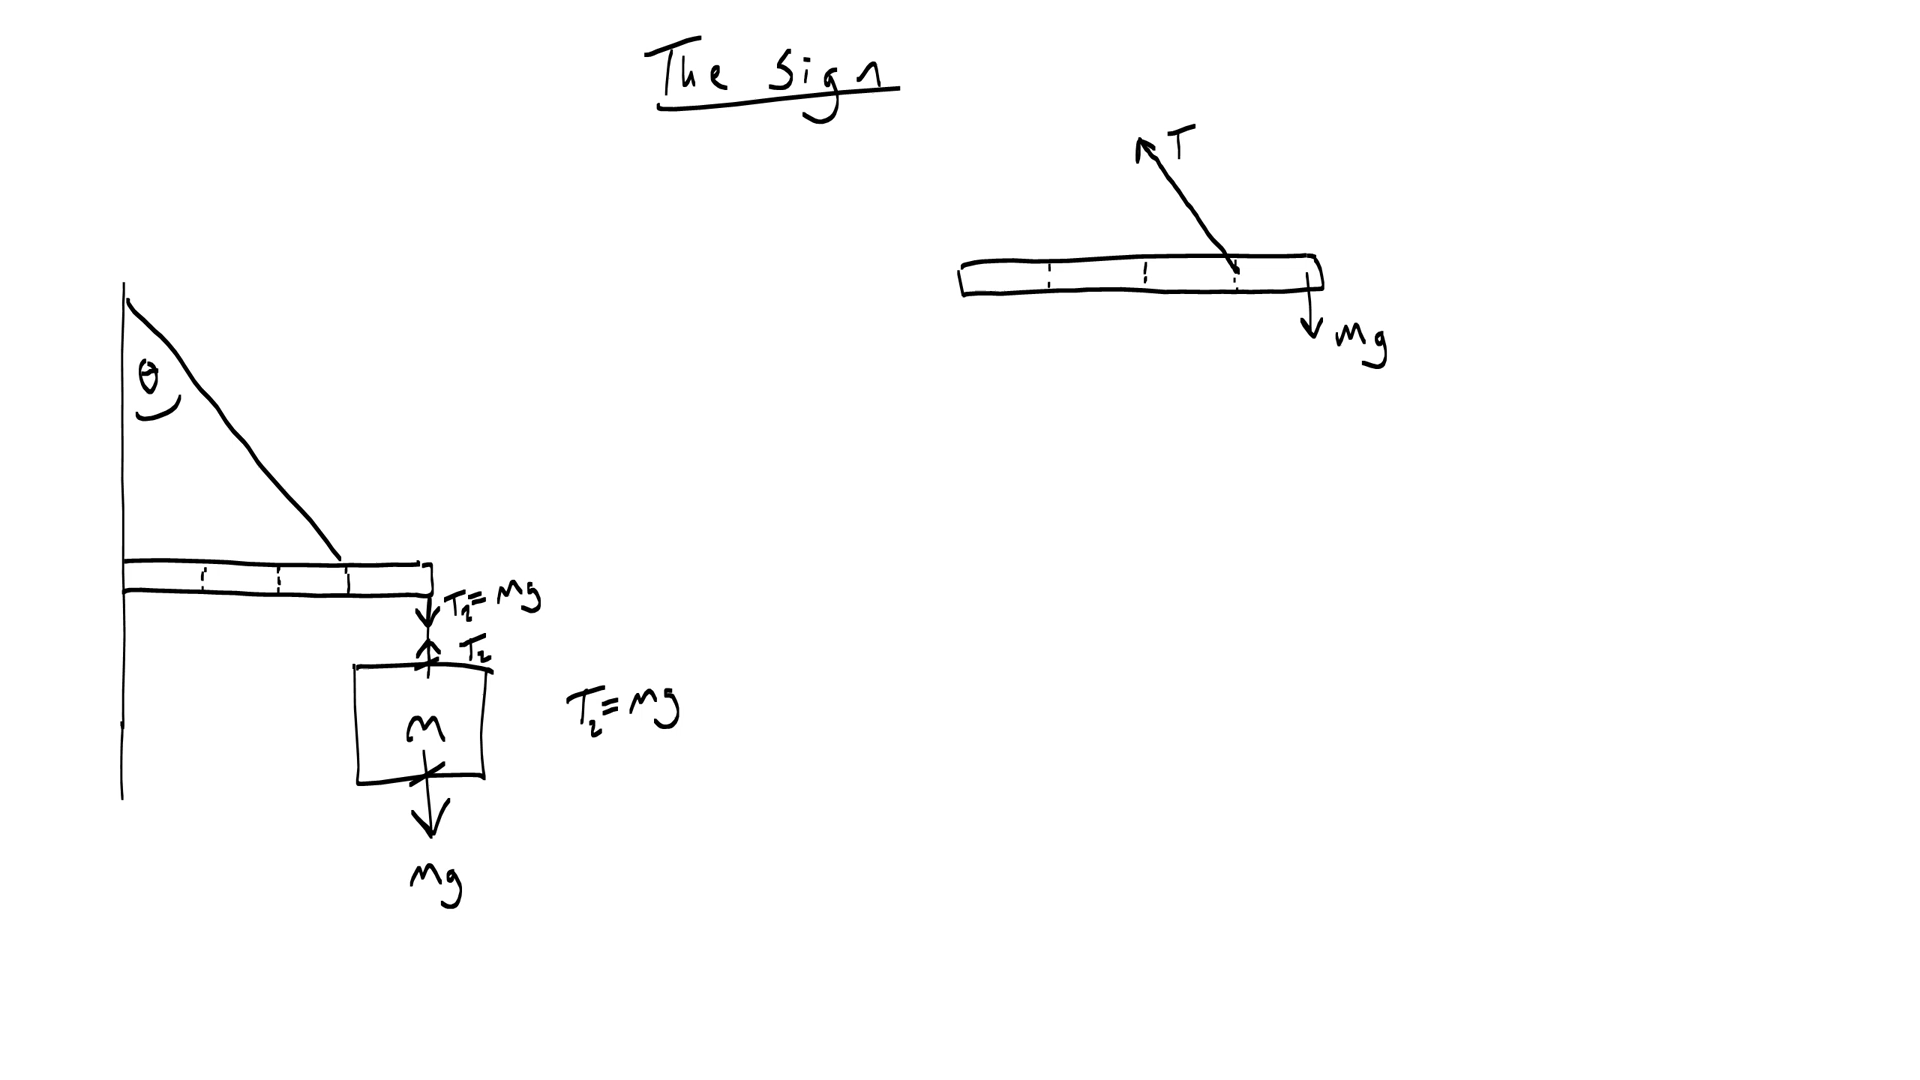 The Sign
T
mg
θ
T₂= mg
T₂
m
T₂= mg
mg